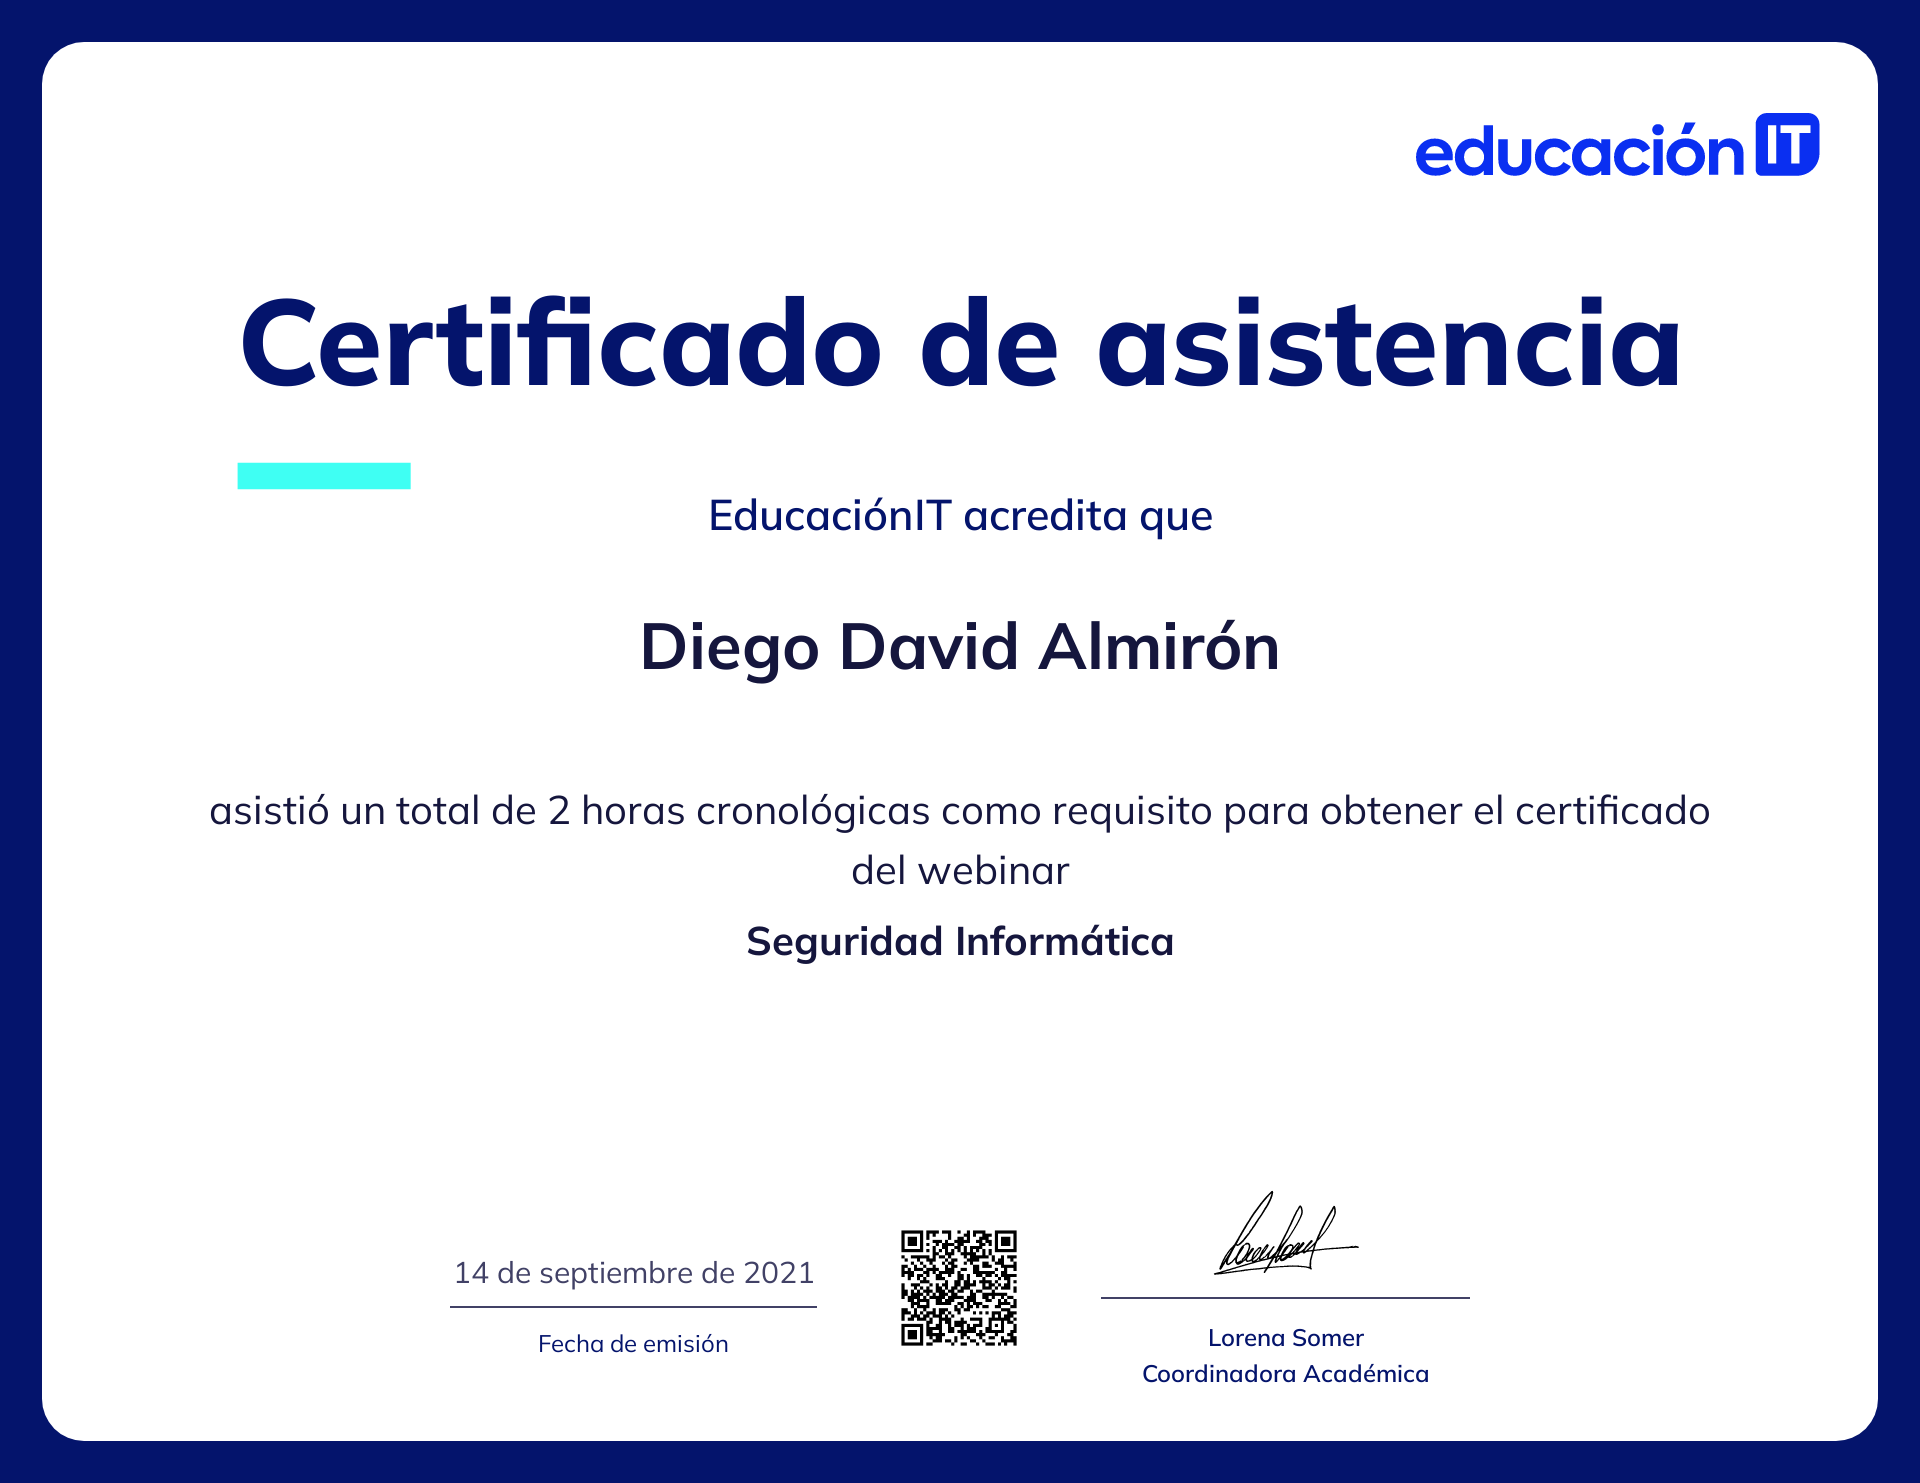 educación IT
Certificado de asistencia
EducaciónIT acredita que
Diego David Almirón
asistió un total de 2 horas cronológicas como requisito para obtener el certificado
del webinar
Seguridad Informática
14 de septiembre de 2021
Fecha de emisión
Lorena Somer
Coordinadora Académica